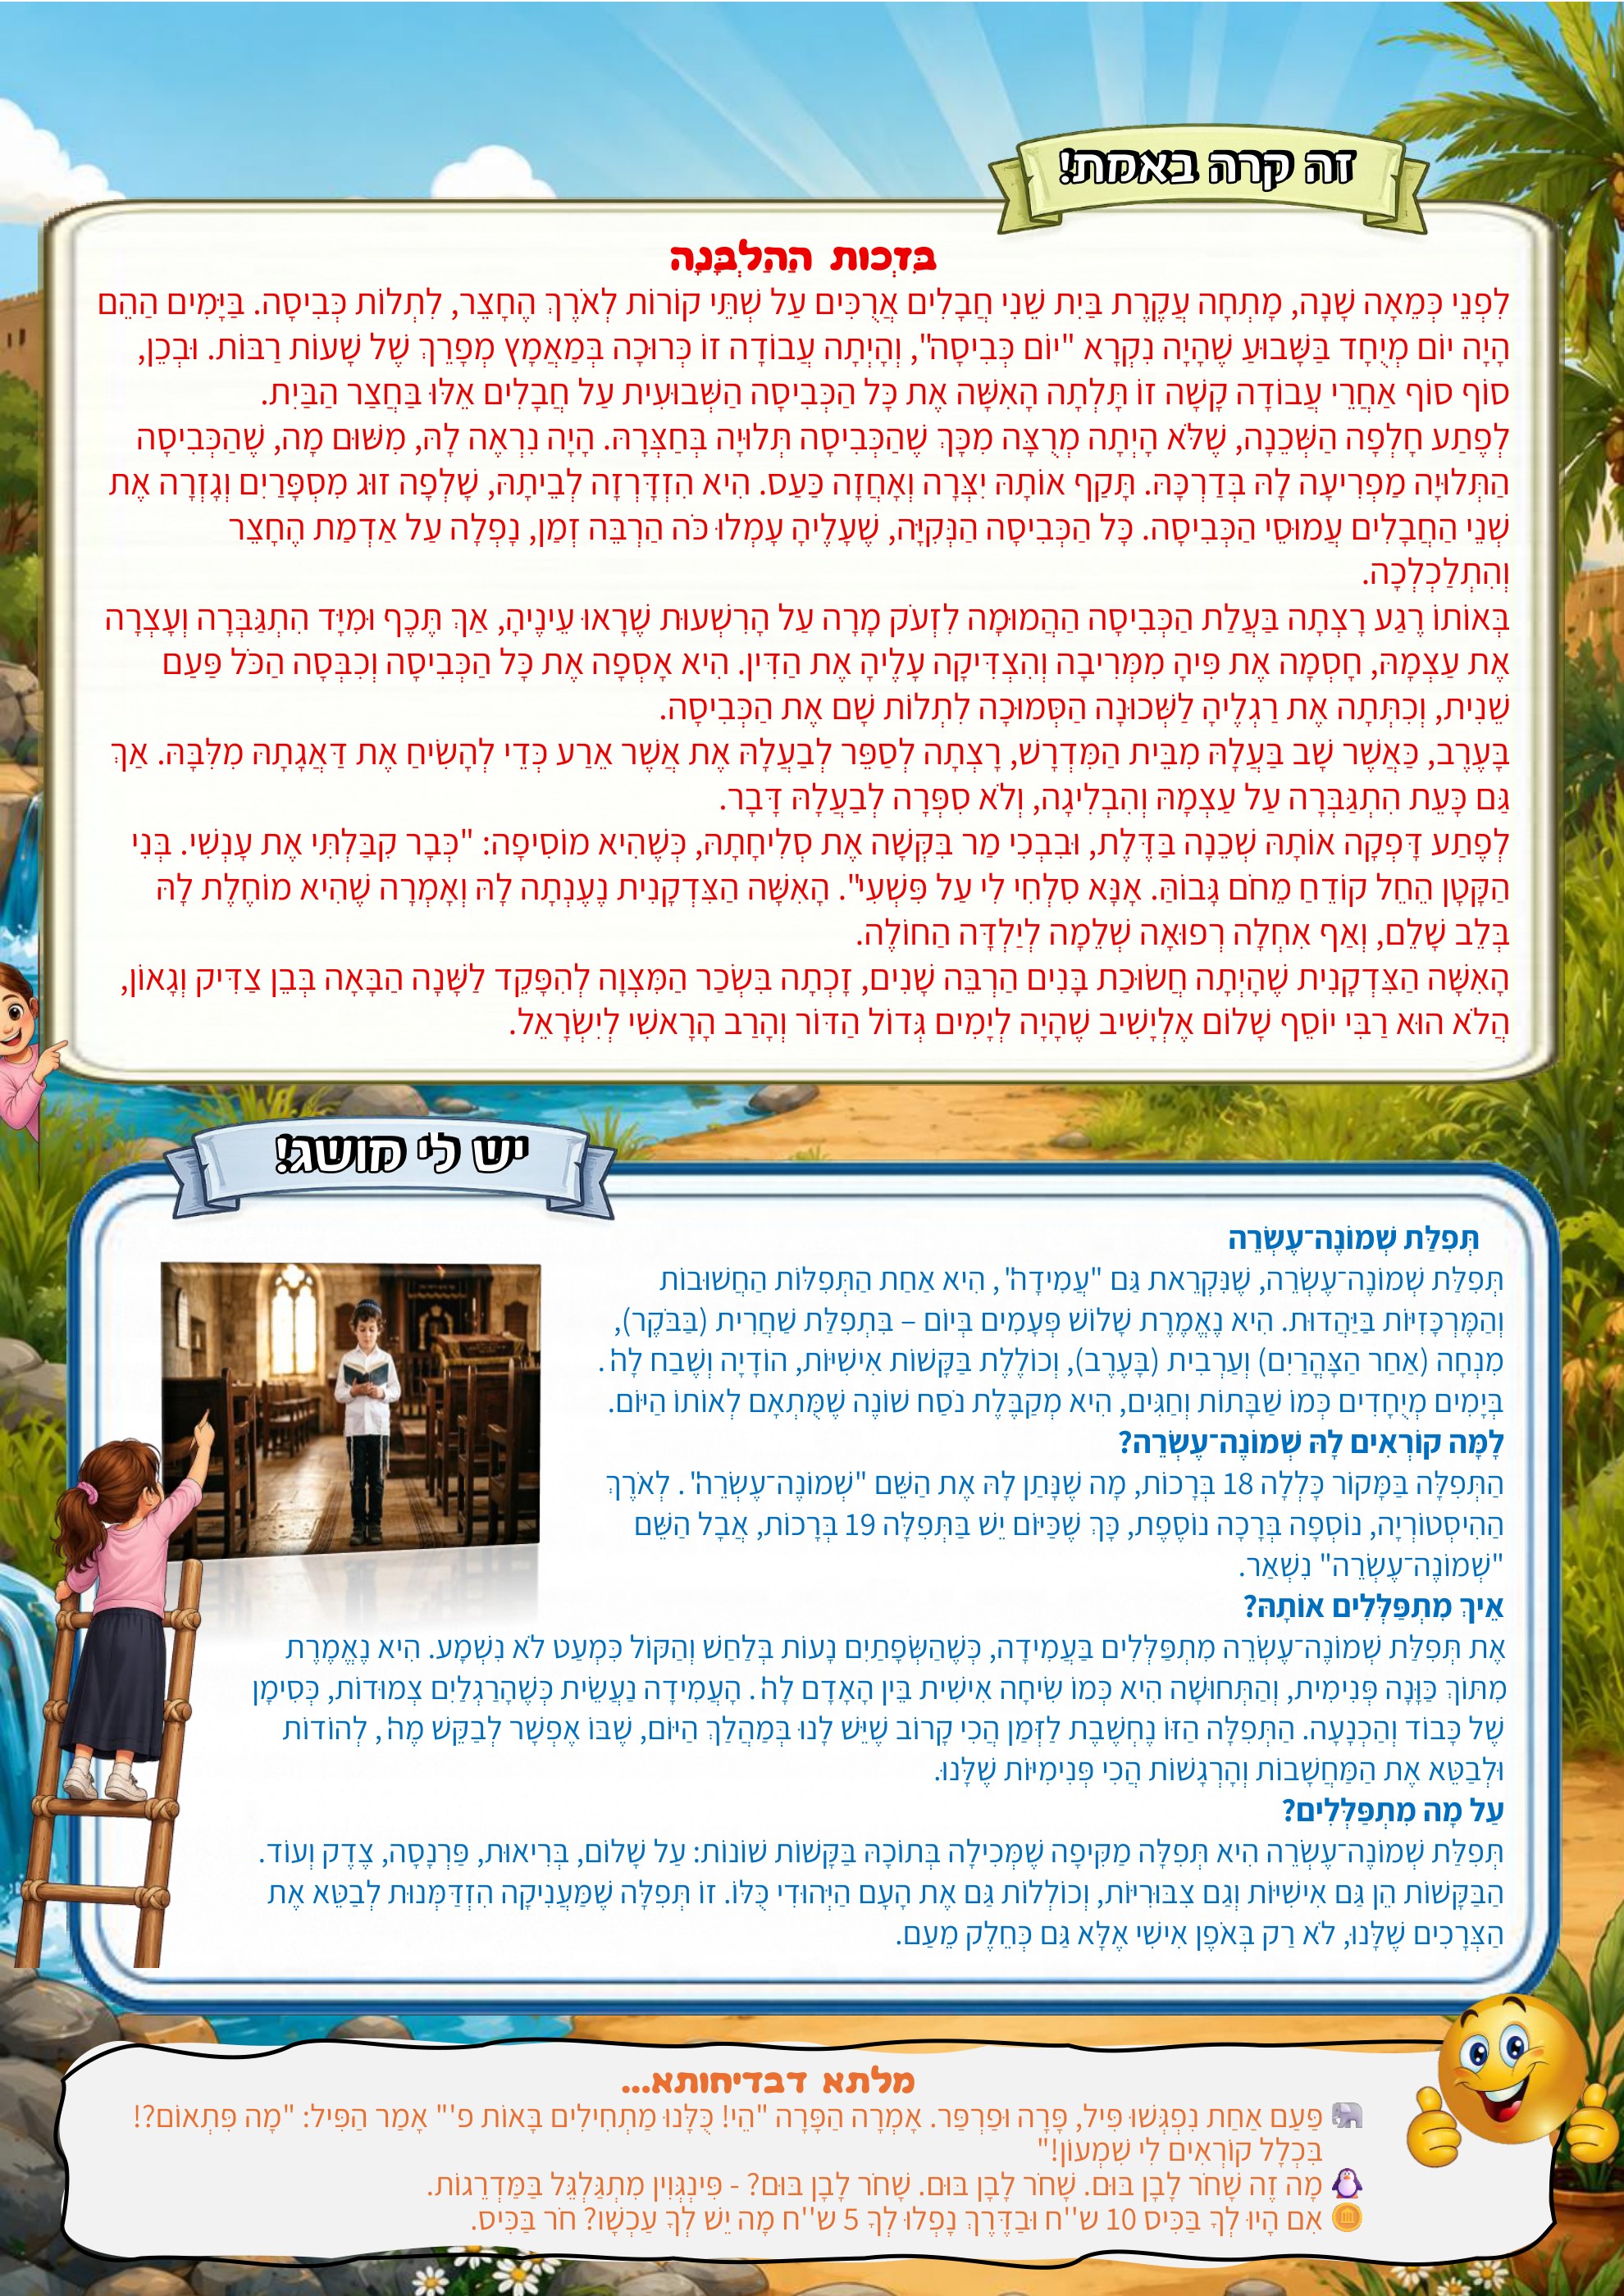 זה קרה באמת!
בִּזְכוּת הַהַלְבָּנָה
לִפְנֵי כְּמֵאָה שָׁנָה, מָתְחָה עֲקֶרֶת בַּיִת שְׁנֵי חֲבָלִים אֲרֻכִּים עַל שְׁתֵּי קוֹרוֹת לְאֹרֶךְ הֶחָצֵר, לִתְלוֹת כְּבִיסָה. בַּיָּמִים הַהֵם
הָיָה יוֹם מְיֻחָד בַּשָּׁבוּעַ שֶׁהָיָה נִקְרָא "יוֹם כְּבִיסָה", וְהָיְתָה עֲבוֹדָה זוֹ כְּרוּכָה בְּמַאֲמָץ מְפָרֵךְ שֶׁל שָׁעוֹת רַבּוֹת. וּבְכֵן,
סוֹף סוֹף אַחֲרֵי עֲבוֹדָה קָשָׁה זוֹ תָּלְתָה הָאִשָּׁה אֶת כָּל הַכְּבִיסָה הַשְּׁבוּעִית עַל חֲבָלִים אֵלּוּ בַּחֲצַר הַבַּיִת.
לְפֶתַע חָלְפָה הַשְּׁכֵנָה, שֶׁלֹּא הָיְתָה מְרֻצָּה מִכָּךְ שֶׁהַכְּבִיסָה תְּלוּיָה בְּחַצְּרָהּ. הָיָה נִרְאֶה לָהּ, מִשּׁוּם מָה, שֶׁהַכְּבִיסָה
הַתְּלוּיָה מַפְרִיעָה לָהּ בְּדַרְכָּהּ. תָּקַף אוֹתָהּ יִצְרָהּ וְאָחֲזָה כַּעַס. הִיא הִזְדָּרְזָה לְבֵיתָהּ, שָׁלְפָה זוּג מִסְפָּרַיִם וְגָזְרָה אֶת
שְׁנֵי הַחֲבָלִים עֲמוּסֵי הַכְּבִיסָה. כָּל הַכְּבִיסָה הַנְּקִיָּה, שֶׁעָלֶיהָ עָמְלוּ כֹּה הַרְבֵּה זְמַן, נָפְלָה עַל אַדְמַת הֶחָצֵר
וְהִתְלַכְלְכָה.
בְּאוֹתוֹ רֶגַע רָצְתָה בַּעֲלַת הַכְּבִיסָה הַהֲמוּמָה לִזְעֹק מָרָה עַל הָרִשְׁעוּת שֶׁרָאוּ עֵינֶיהָ, אַךְ תֵּכֶף וּמִיָּד הִתְגַּבְּרָה וְעָצְרָה
אֶת עַצְמָהּ, חָסְמָה אֶת פִּיהָ מִמְּרִיבָה וְהִצְדִּיקָה עָלֶיהָ אֶת הַדִּין. הִיא אָסְפָה אֶת כָּל הַכְּבִיסָה וְכִבְּסָה הַכֹּל פַּעַם
שֵׁנִית, וְכִתְּתָה אֶת רַגְלֶיהָ לַשְּׁכוּנָה הַסְּמוּכָה לִתְלוֹת שָׁם אֶת הַכְּבִיסָה.
בָּעֶרֶב, כַּאֲשֶׁר שָׁב בַּעֲלָהּ מִבֵּית הַמִּדְרָשׁ, רָצְתָה לְסַפֵּר לְבַעֲלָהּ אֶת אֲשֶׁר אֵרַע כְּדֵי לְהָשִׂיחַ אֶת דַּאֲגָתָהּ מִלִּבָּהּ. אַךְ
גַּם כָּעֵת הִתְגַּבְּרָה עַל עַצְמָהּ וְהִבְלִיגָה, וְלֹא סִפְּרָה לְבַעֲלָהּ דָּבָר.
לְפֶתַע דָּפְקָה אוֹתָהּ שְׁכֵנָה בַּדֶּלֶת, וּבִבְכִי מַר בִּקְּשָׁה אֶת סְלִיחָתָהּ, כְּשֶׁהִיא מוֹסִיפָה: "כְּבָר קִבַּלְתִּי אֶת עָנְשִׁי. בְּנִי
הַקָּטָן הֵחֵל קוֹדֵחַ מֵחֹם גָּבוֹהַּ. אָנָּא סִלְחִי לִי עַל פִּשְׁעִי". הָאִשָּׁה הַצִּדְקָנִית נֶעֶנְתָה לָהּ וְאָמְרָה שֶׁהִיא מוֹחֶלֶת לָהּ
בְּלֵב שָׁלֵם, וְאַף אִחְלָה רְפוּאָה שְׁלֵמָה לְיַלְדָּה הַחוֹלֶה.
הָאִשָּׁה הַצִּדְקָנִית שֶׁהָיְתָה חֲשׂוּכַת בָּנִים הַרְבֵּה שָׁנִים, זָכְתָה בִּשְׂכַר הַמִּצְוָה לְהִפָּקֵד לַשָּׁנָה הַבָּאָה בְּבֵן צַדִּיק וְגָאוֹן,
הֲלֹא הוּא רַבִּי יוֹסֵף שָׁלוֹם אֶלְיָשִׁיב שֶׁהָיָה לְיָמִים גְּדוֹל הַדּוֹר וְהָרַב הָרָאשִׁי לְיִשְׂרָאֵל.
יש לי מושג!
תְּפִלַּת שְׁמוֹנֶה־עֶשְׂרֵה
תְּפִלַּת שְׁמוֹנֶה־עֶשְׂרֵה, שֶׁנִּקְרֵאת גַּם "עֲמִידָה", הִיא אַחַת הַתְּפִלּוֹת הַחֲשׁוּבוֹת
וְהַמֶּרְכָּזִיּוֹת בַּיַּהֲדוּת. הִיא נֶאֱמֶרֶת שָׁלוֹשׁ פְּעָמִים בְּיוֹם – בִּתְפִלַּת שַׁחֲרִית (בַּבֹּקֶר),
מִנְחָה (אַחַר הַצָּהֳרַיִם) וְעַרְבִית (בָּעֶרֶב), וְכוֹלֶלֶת בַּקָּשׁוֹת אִישִׁיּוֹת, הוֹדָיָה וְשֶׁבַח לַה'.
בְּיָמִים מְיֻחָדִים כְּמוֹ שַׁבָּתוֹת וְחַגִּים, הִיא מְקַבֶּלֶת נֹסַח שׁוֹנֶה שֶׁמֻּתְאָם לְאוֹתוֹ הַיּוֹם.
לָמָּה קוֹרְאִים לָהּ שְׁמוֹנֶה־עֶשְׂרֵה?
הַתְּפִלָּה בַּמָּקוֹר כָּלְלָה 18 בְּרָכוֹת, מָה שֶׁנָּתַן לָהּ אֶת הַשֵּׁם "שְׁמוֹנֶה־עֶשְׂרֵה". לְאֹרֶךְ
הַהִיסְטוֹרְיָה, נוֹסְפָה בְּרָכָה נוֹסֶפֶת, כָּךְ שֶׁכַּיּוֹם יֵשׁ בַּתְּפִלָּה 19 בְּרָכוֹת, אֲבָל הַשֵּׁם
"שְׁמוֹנֶה־עֶשְׂרֵה" נִשְׁאַר.
אֵיךְ מִתְפַּלְּלִים אוֹתָהּ?
אֶת תְּפִלַּת שְׁמוֹנֶה־עֶשְׂרֵה מִתְפַּלְּלִים בַּעֲמִידָה, כְּשֶׁהַשְּׂפָתַיִם נָעוֹת בְּלַחַשׁ וְהַקּוֹל כִּמְעַט לֹא נִשְׁמָע. הִיא נֶאֱמֶרֶת
מִתּוֹךְ כַּוָּנָה פְּנִימִית, וְהַתְּחוּשָׁה הִיא כְּמוֹ שִׂיחָה אִישִׁית בֵּין הָאָדָם לַה'. הָעֲמִידָה נַעֲשֵׂית כְּשֶׁהָרַגְלַיִם צְמוּדוֹת, כְּסִימָן
שֶׁל כָּבוֹד וְהַכְנָעָה. הַתְּפִלָּה הַזּוֹ נֶחְשֶׁבֶת לַזְּמַן הֲכִי קָרוֹב שֶׁיֵּשׁ לָנוּ בְּמַהֲלַךְ הַיּוֹם, שֶׁבּוֹ אֶפְשָׁר לְבַקֵּשׁ מֵה', לְהוֹדוֹת
וּלְבַטֵּא אֶת הַמַּחֲשָׁבוֹת וְהָרְגָשׁוֹת הֲכִי פְּנִימִיּוֹת שֶׁלָּנוּ.
עַל מָה מִתְפַּלְּלִים?
תְּפִלַּת שְׁמוֹנֶה־עֶשְׂרֵה הִיא תְּפִלָּה מַקִּיפָה שֶׁמְּכִילָה בְּתוֹכָהּ בַּקָּשׁוֹת שׁוֹנוֹת: עַל שָׁלוֹם, בְּרִיאוּת, פַּרְנָסָה, צֶדֶק וְעוֹד.
הַבַּקָּשׁוֹת הֵן גַּם אִישִׁיּוֹת וְגַם צִבּוּרִיּוֹת, וְכוֹלְלוֹת גַּם אֶת הָעָם הַיְּהוּדִי כֻּלּוֹ. זוֹ תְּפִלָּה שֶׁמַּעֲנִיקָה הִזְדַּמְּנוּת לְבַטֵּא אֶת
הַצְּרָכִים שֶׁלָּנוּ, לֹא רַק בְּאֹפֶן אִישִׁי אֶלָּא גַּם כְּחֵלֶק מֵעַם.
מלתא דבדיחותא...
פַּעַם אַחַת נִפְגְּשׁוּ פִּיל, פָּרָה וּפַרְפַּר. אָמְרָה הַפָּרָה "הֵי! כֻּלָּנוּ מַתְחִילִים בָּאוֹת פ'" אָמַר הַפִּיל: "מָה פִּתְאוֹם?!
בִּכְלָל קוֹרְאִים לִי שִׁמְעוֹן!"
מָה זֶה שָׁחֹר לָבָן בּוּם. שָׁחֹר לָבָן בּוּם. שָׁחֹר לָבָן בּוּם? - פִּינְגְּוִין מִתְגַּלְגֵּל בַּמַּדְרֵגוֹת.
אִם הָיוּ לְךָ בַּכִּיס 10 ש''ח וּבַדֶּרֶךְ נָפְלוּ לְךָ 5 ש''ח מָה יֵשׁ לְךָ עַכְשָׁו? חֹר בַּכִּיס.